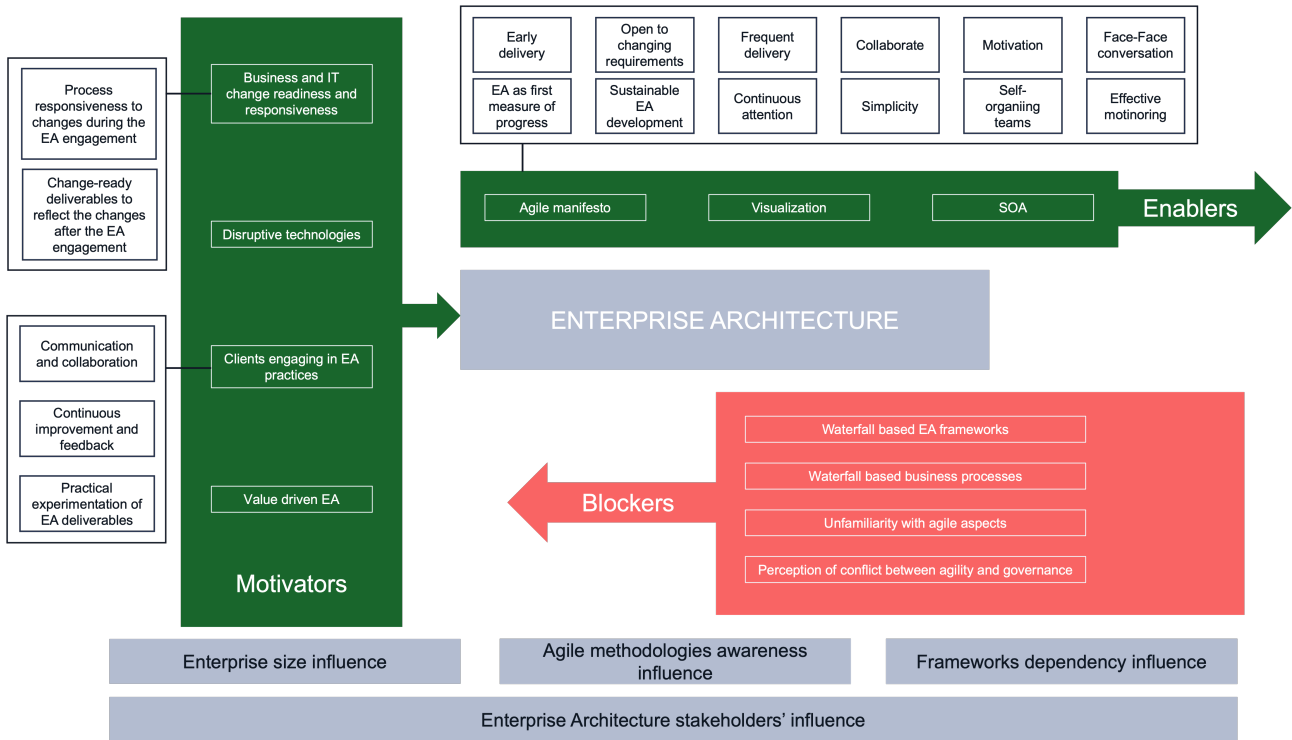 Early
delivery
Open to
changing
requirements
Frequent
delivery
Collaborate
Motivation
Face-Face
conversation
EA as first
measure of
progress
Sustainable
EA
development
Continuous
attention
Simplicity
Self-
organiing
teams
Effective
motinoring
Process
responsiveness to
changes during the
EA engagement
Change-ready
deliverables to
reflect the changes
after the EA
engagement
Business and IT
change readiness and
responsiveness
Disruptive technologies
Agile manifesto
Visualization
SOA
Enablers
ENTERPRISE ARCHITECTURE
Communication
and collaboration
Continuous
improvement and
feedback
Practical
experimentation of
EA deliverables
Clients engaging in EA
practices
Value driven EA
Motivators
Blockers
Waterfall based EA frameworks
Waterfall based business processes
Unfamiliarity with agile aspects
Perception of conflict between agility and governance
Enterprise size influence
Agile methodologies awareness
influence
Frameworks dependency influence
Enterprise Architecture stakeholders’ influence